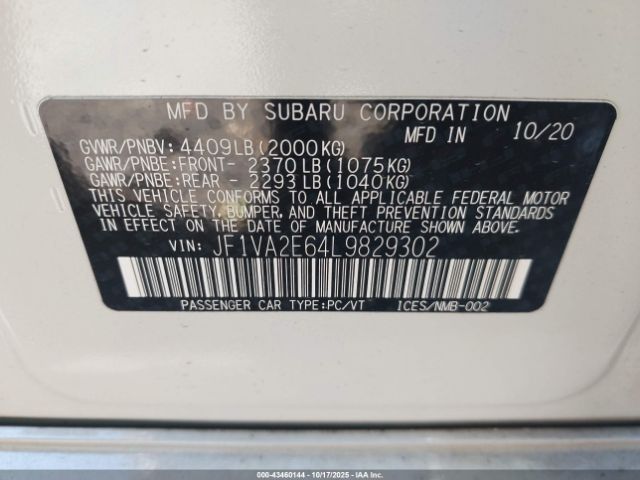 MFD BY SUBARU CORPORATION
MFD IN 10/20
GVWR/PNBV: 4409LB(2000KG)
GAWR/PNBE:FRONT- 2370LB(1075KG)
GAWR/PNBE:REAR - 2293LB(1040KG)
THIS VEHICLE CONFORMS TO ALL APPLICABLE FEDERAL MOTOR
VEHICLE SAFETY, BUMPER, AND THEFT PREVENTION STANDARDS
IN EFFECT ON THE DATE OF MANUFACTURE SHOWN ABOVE.
VIN: JF1VA2E64L9829302
PASSENGER CAR TYPE:PC/VT ICES/NMB-002
000-43460144 - 10/17/2025 - IAAI.COM